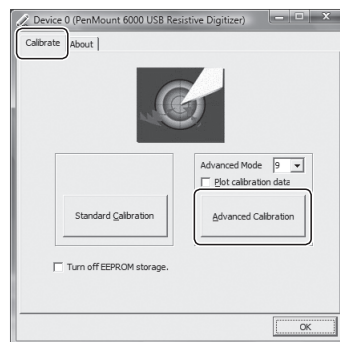 Device 0 (PenMount 6000 USB Resistive Digitizer)
Calibrate About
Advanced Mode 9
Plot calibration data
Standard Calibration
Advanced Calibration
Turn off EEPROM storage.
OK